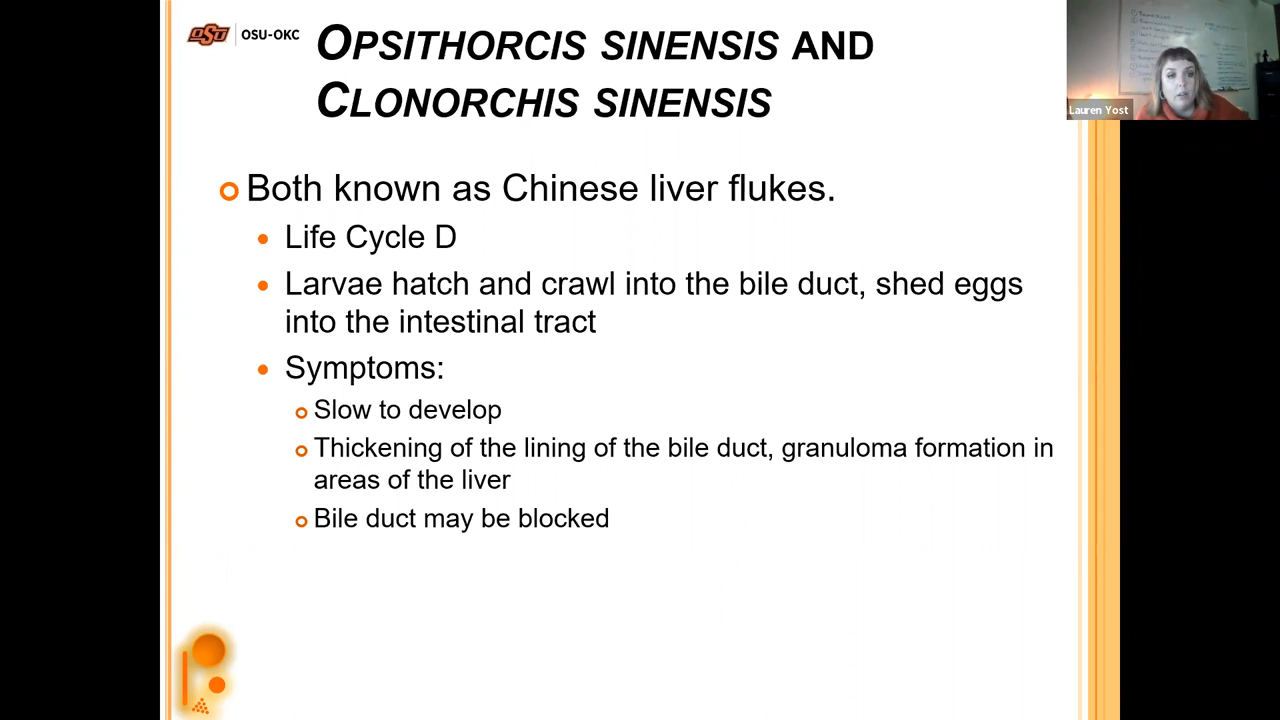 OSU OSU-OKC
OPSITHORCIS SINENSIS AND
CLONORCHIS SINENSIS
Both known as Chinese liver flukes.
Life Cycle D
Larvae hatch and crawl into the bile duct, shed eggs
into the intestinal tract
Symptoms:
Slow to develop
Thickening of the lining of the bile duct, granuloma formation in
areas of the liver
Bile duct may be blocked
Lauren Yost